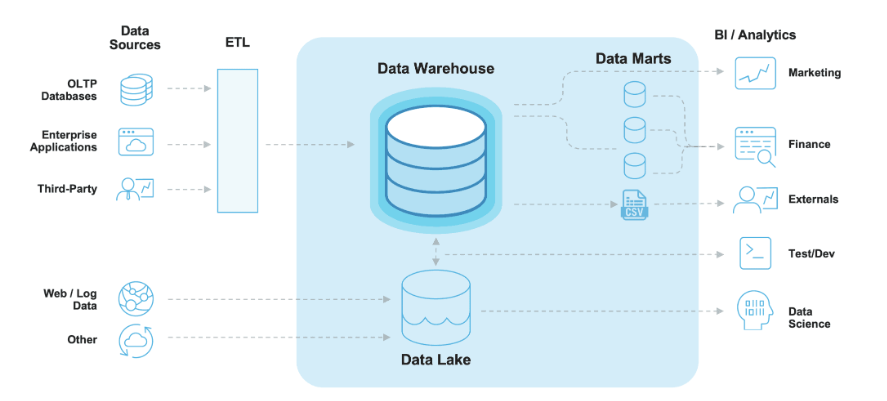 Data
Sources
ETL
BI / Analytics
Data Warehouse
Data Marts
OLTP
Databases
Marketing
Enterprise
Applications
Finance
Third-Party
CSV
Externals
Test/Dev
Web / Log
Data
Data
Science
Other
Data Lake